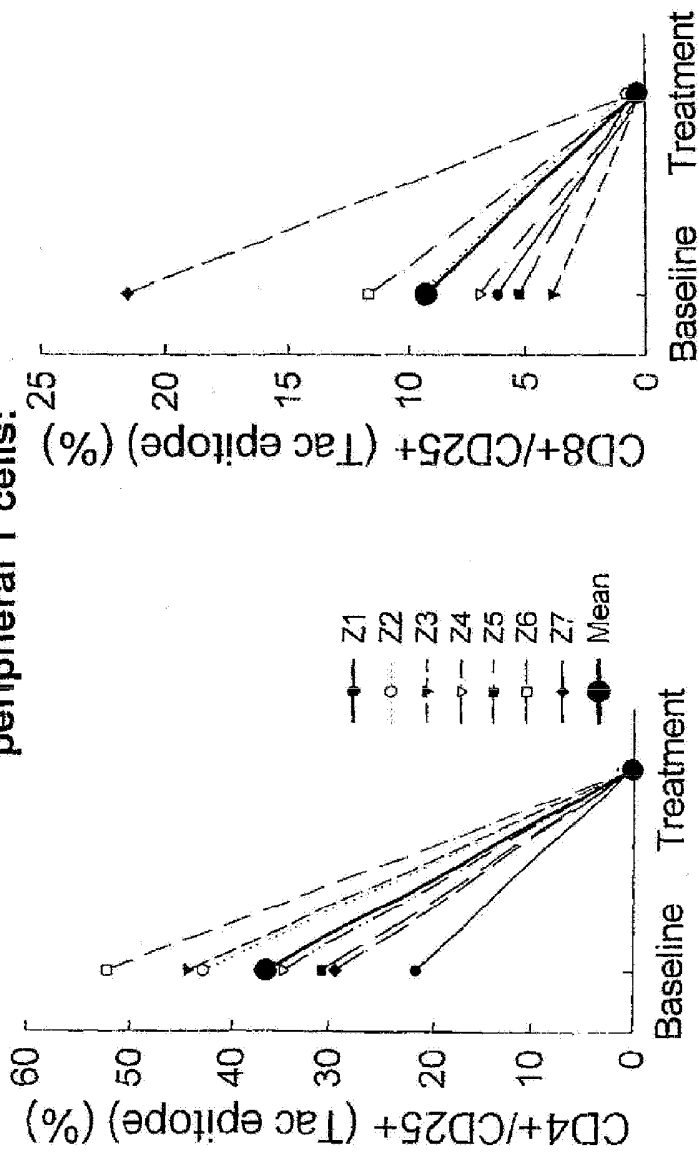 peripheral T cells:
CD4+/CD25+ (Tac epitope) (%)
60
50
40
30
20
10
0
Baseline
Treatment
Z1
Z2
Z3
Z4
Z5
Z6
Z7
Mean
CD8+/CD25+ (Tac epitope) (%)
25
20
15
10
5
0
Baseline
Treatment